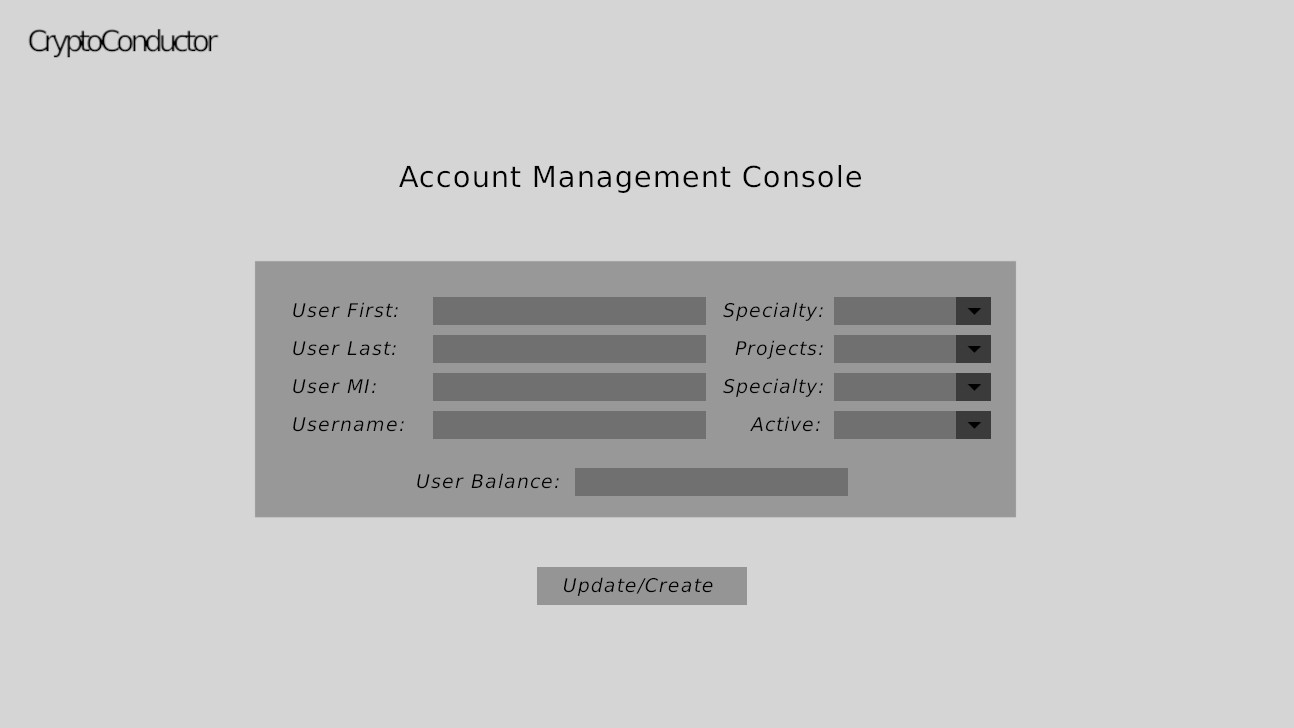 CryptoConductor
Account Management Console
User First: Specialty:
User Last: Projects:
User MI: Specialty:
Username: Active:
User Balance:
Update/Create